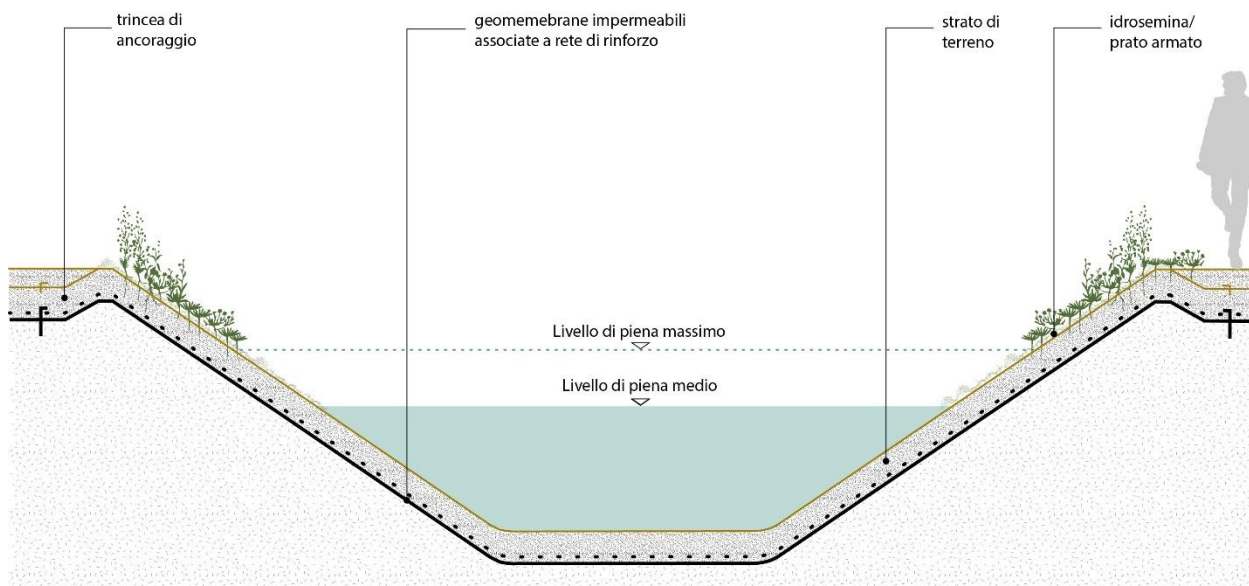 trincea di
ancoraggio
geomemebrane impermeabili
associate a rete di rinforzo
strato di
terreno
idrosemina/
prato armato
Livello di piena massimo
Livello di piena medio